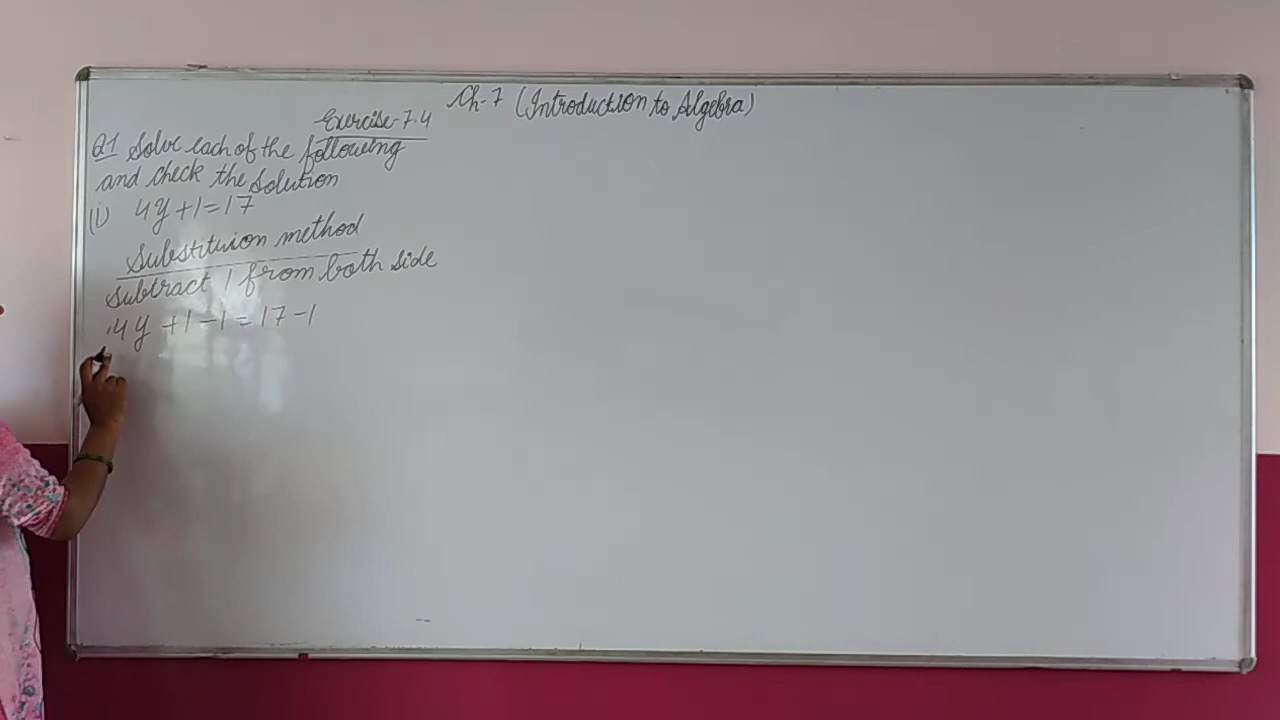 Ch-7 (Introduction to Algebra)
Exercise-7.4
Q1 Solve each of the following
and check the solution
(i) 4y+1=17
Substituion method
Subtract 1 from both side
4y +1-1=17-1